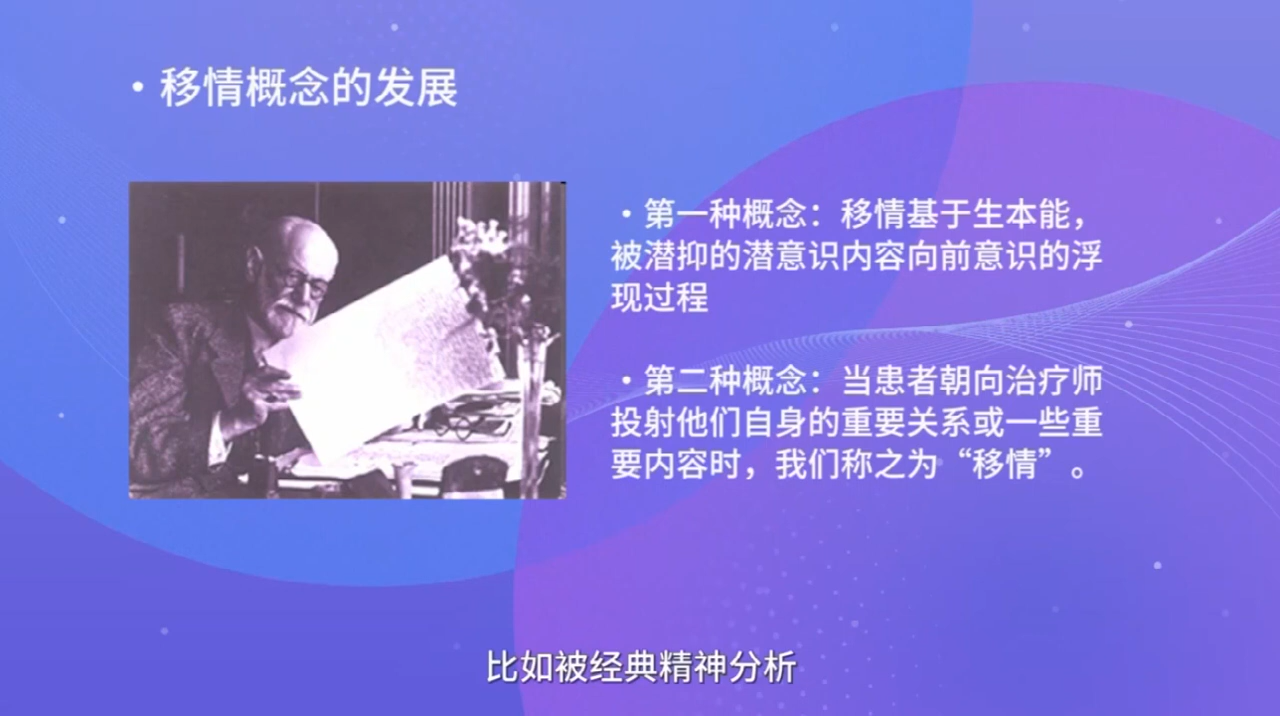 ·移情概念的发展
·第一种概念：移情基于生本能，
被潜抑的潜意识内容向前意识的浮
现过程
·第二种概念：当患者朝向治疗师
投射他们自身的重要关系或一些重
要内容时，我们称之为“移情”。
比如被经典精神分析